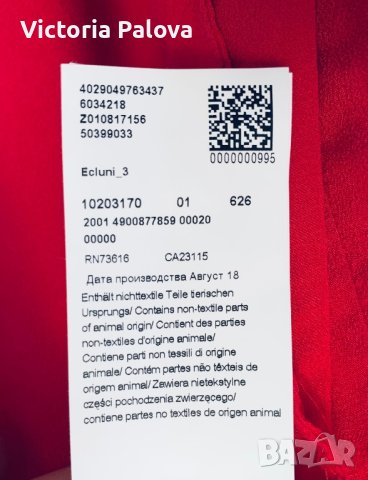 Victoria Palova
4029049763437
6034218
Z010817156
50399033
0000000995
Ecluni_3
10203170 01 626
2001 4900877859 00020
00000
RN73616 CA23115
Дата производства Август 18
Enthält nichttextile Teile tierischen
Ursprungs/ Contains non-textile parts
of animal origin/ Contient des parties
non-textiles d'origine animale/
Contiene parti non tessili di origine
animale/ Contém partes não têxteis de
origem animal/ Zawiera nietekstylne
części pochodzenia zwierzęcego/
contiene partes no textiles de origen animal
BAZAR